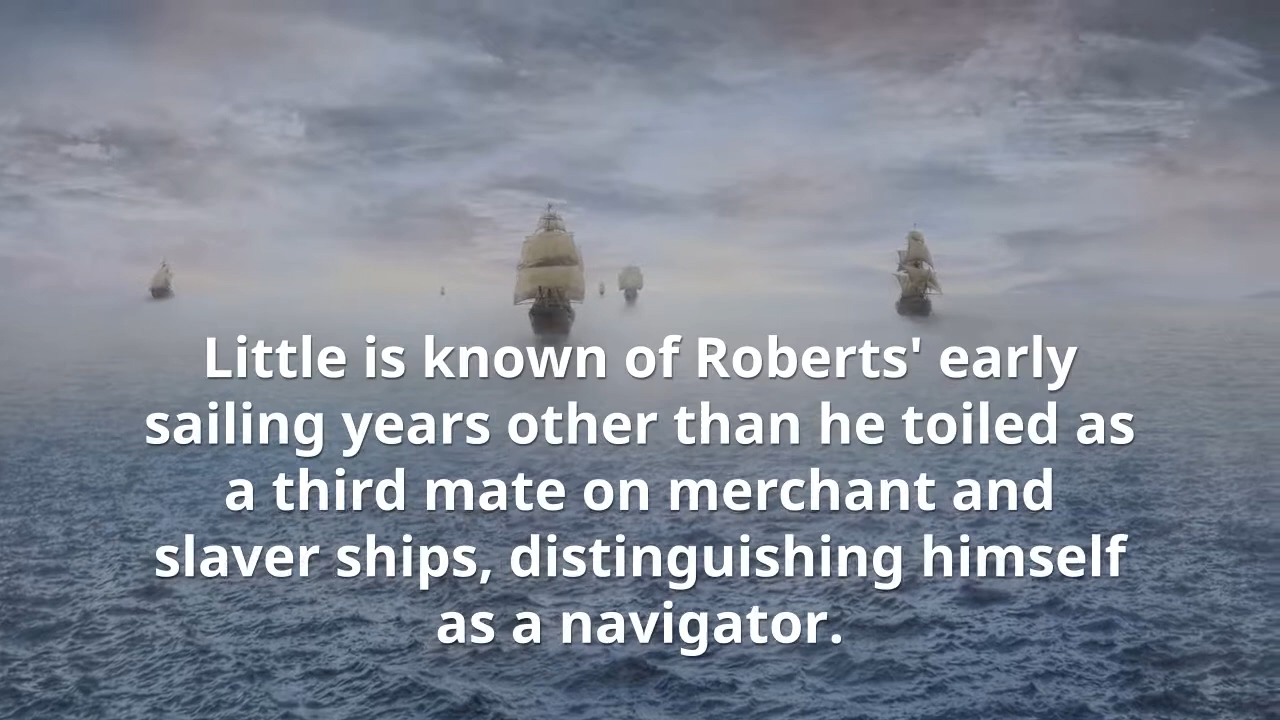 Little is known of Roberts' early
sailing years other than he toiled as
a third mate on merchant and
slaver ships, distinguishing himself
as a navigator.